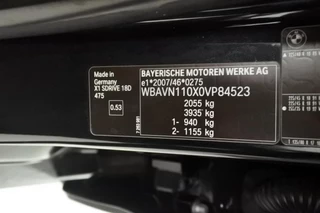 BAYERISCHE MOTOREN WERKE AG
e1*2007/46*0275
WBAVN110X0VP84523
2055 kg
3935 kg
1- 940 kg
2- 1155 kg
Made in
Germany
X1 SDRIVE 18D
475
0.53